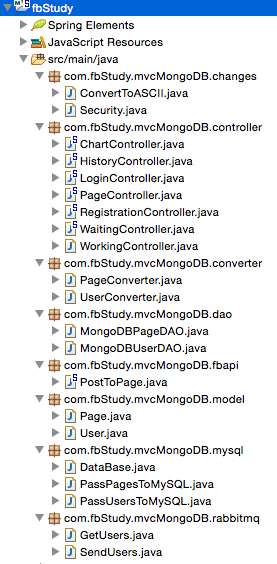 fbStudy
Spring Elements
JavaScript Resources
src/main/java
com.fbStudy.mvcMongoDB.changes
ConvertToASCII.java
Security.java
com.fbStudy.mvcMongoDB.controller
ChartController.java
HistoryController.java
LoginController.java
PageController.java
RegistrationController.java
WaitingController.java
WorkingController.java
com.fbStudy.mvcMongoDB.converter
PageConverter.java
UserConverter.java
com.fbStudy.mvcMongoDB.dao
MongoDBPageDAO.java
MongoDBUserDAO.java
com.fbStudy.mvcMongoDB.fbapi
PostToPage.java
com.fbStudy.mvcMongoDB.model
Page.java
User.java
com.fbStudy.mvcMongoDB.mysql
DataBase.java
PassPagesToMySQL.java
PassUsersToMySQL.java
com.fbStudy.mvcMongoDB.rabbitmq
GetUsers.java
SendUsers.java